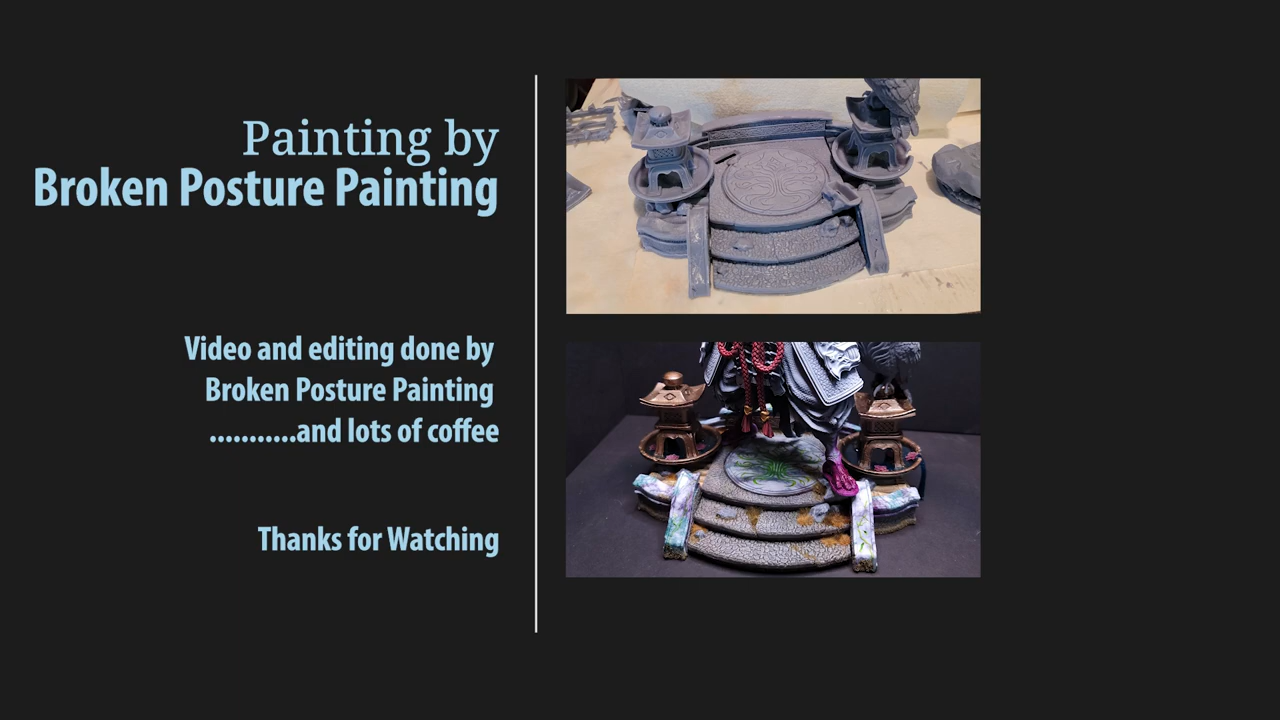 Painting by
Broken Posture Painting
Video and editing done by
Broken Posture Painting
...........and lots of coffee
Thanks for Watching